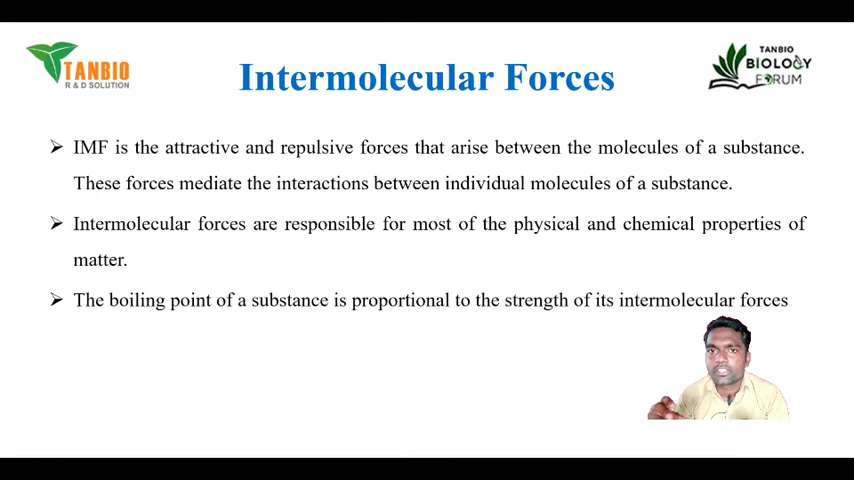 TANBIO
R & D SOLUTION
Intermolecular Forces
TANBIO
BIOLOGY
FORUM
IMF is the attractive and repulsive forces that arise between the molecules of a substance.
These forces mediate the interactions between individual molecules of a substance.
Intermolecular forces are responsible for most of the physical and chemical properties of
matter.
The boiling point of a substance is proportional to the strength of its intermolecular forces